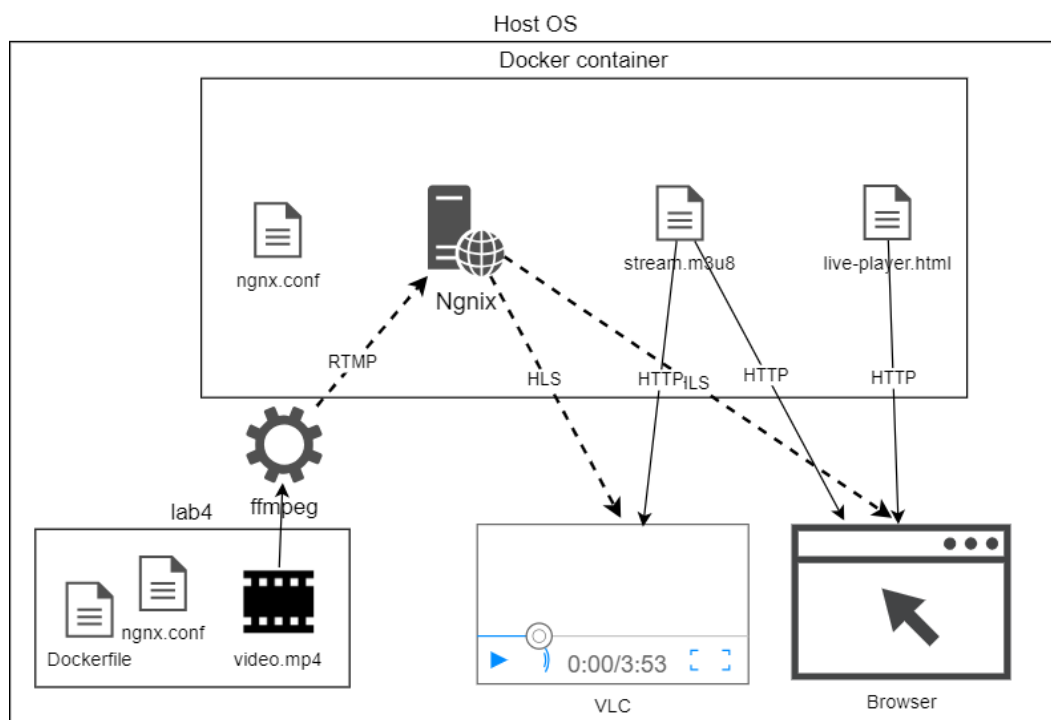 Host OS
Docker container
ngnx.conf
Ngnix
stream.m3u8
live-player.html
RTMP
HLS
HTTP
HLS
HTTP
HTTP
ffmpeg
lab4
Dockerfile
ngnx.conf
video.mp4
0:00/3:53
VLC
Browser